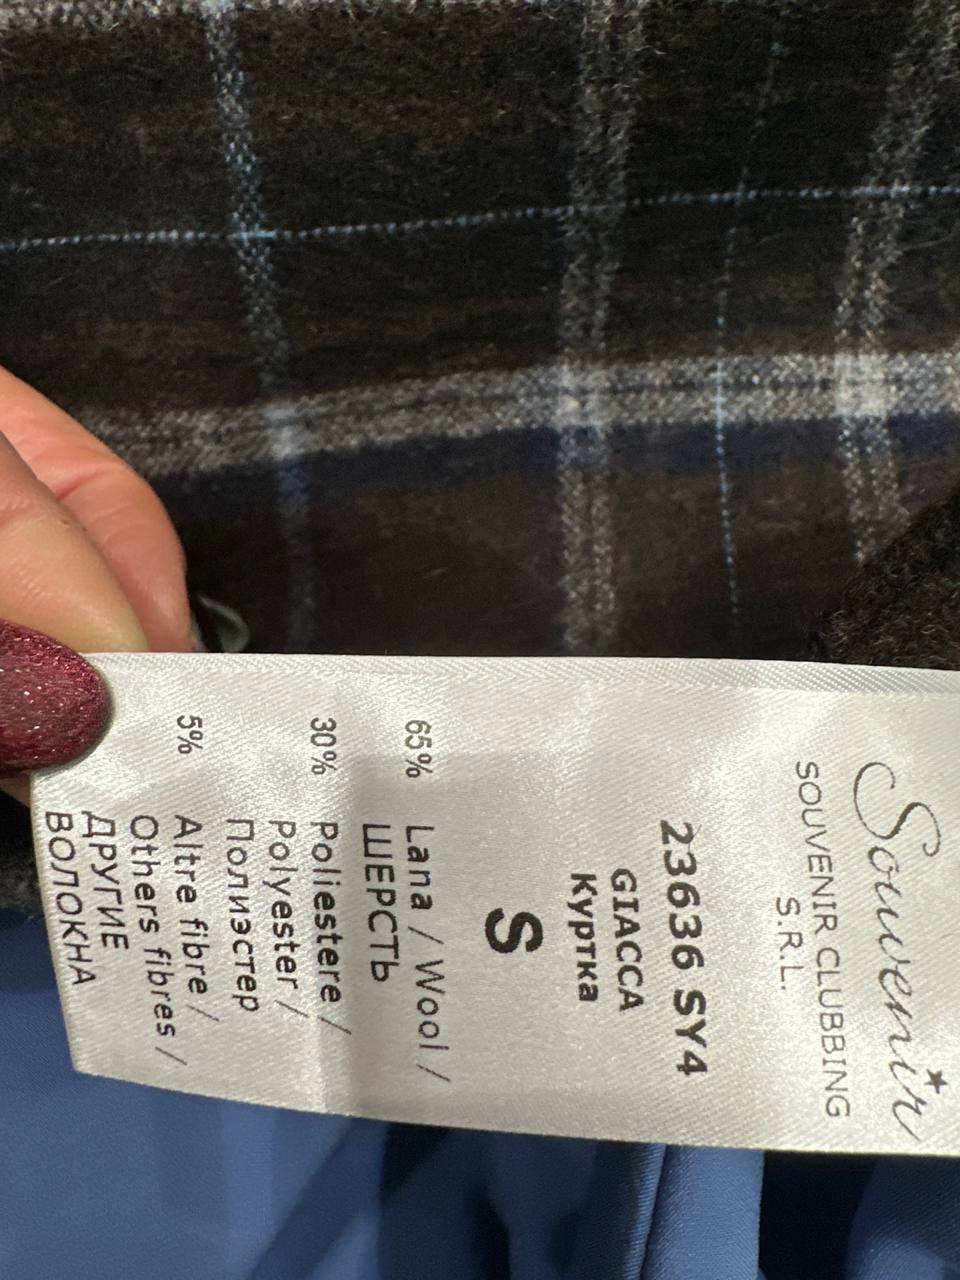 Souvenir
SOUVENIR CLUBBING
S.R.L.
23636 SY4
GIACCA
Куртка
S
65% Lana / Wool /
ШЕРСТЬ
30% Poliestere /
Polyester /
Полиэстер
5% Altre fibre /
Others fibres /
ДРУГИЕ
ВОЛОКНА